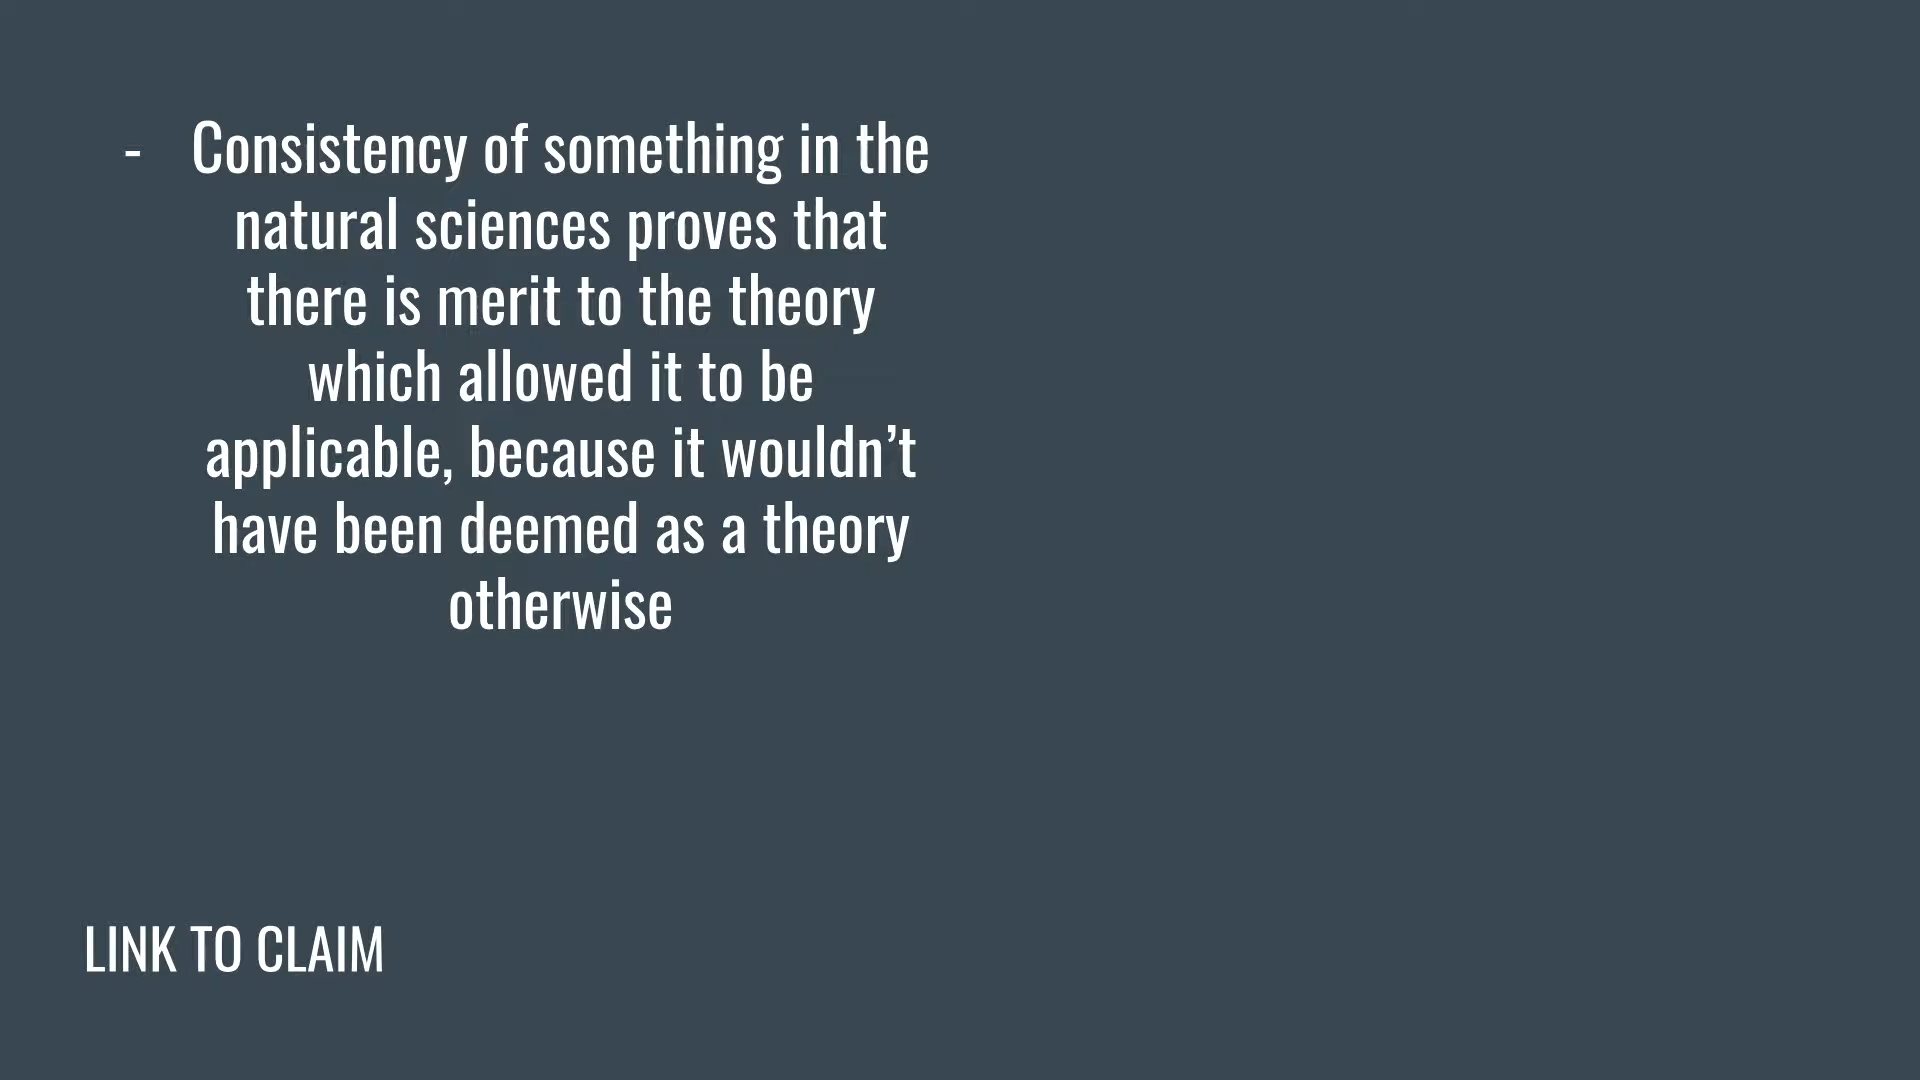 - Consistency of something in the
natural sciences proves that
there is merit to the theory
which allowed it to be
applicable, because it wouldn’t
have been deemed as a theory
otherwise
LINK TO CLAIM